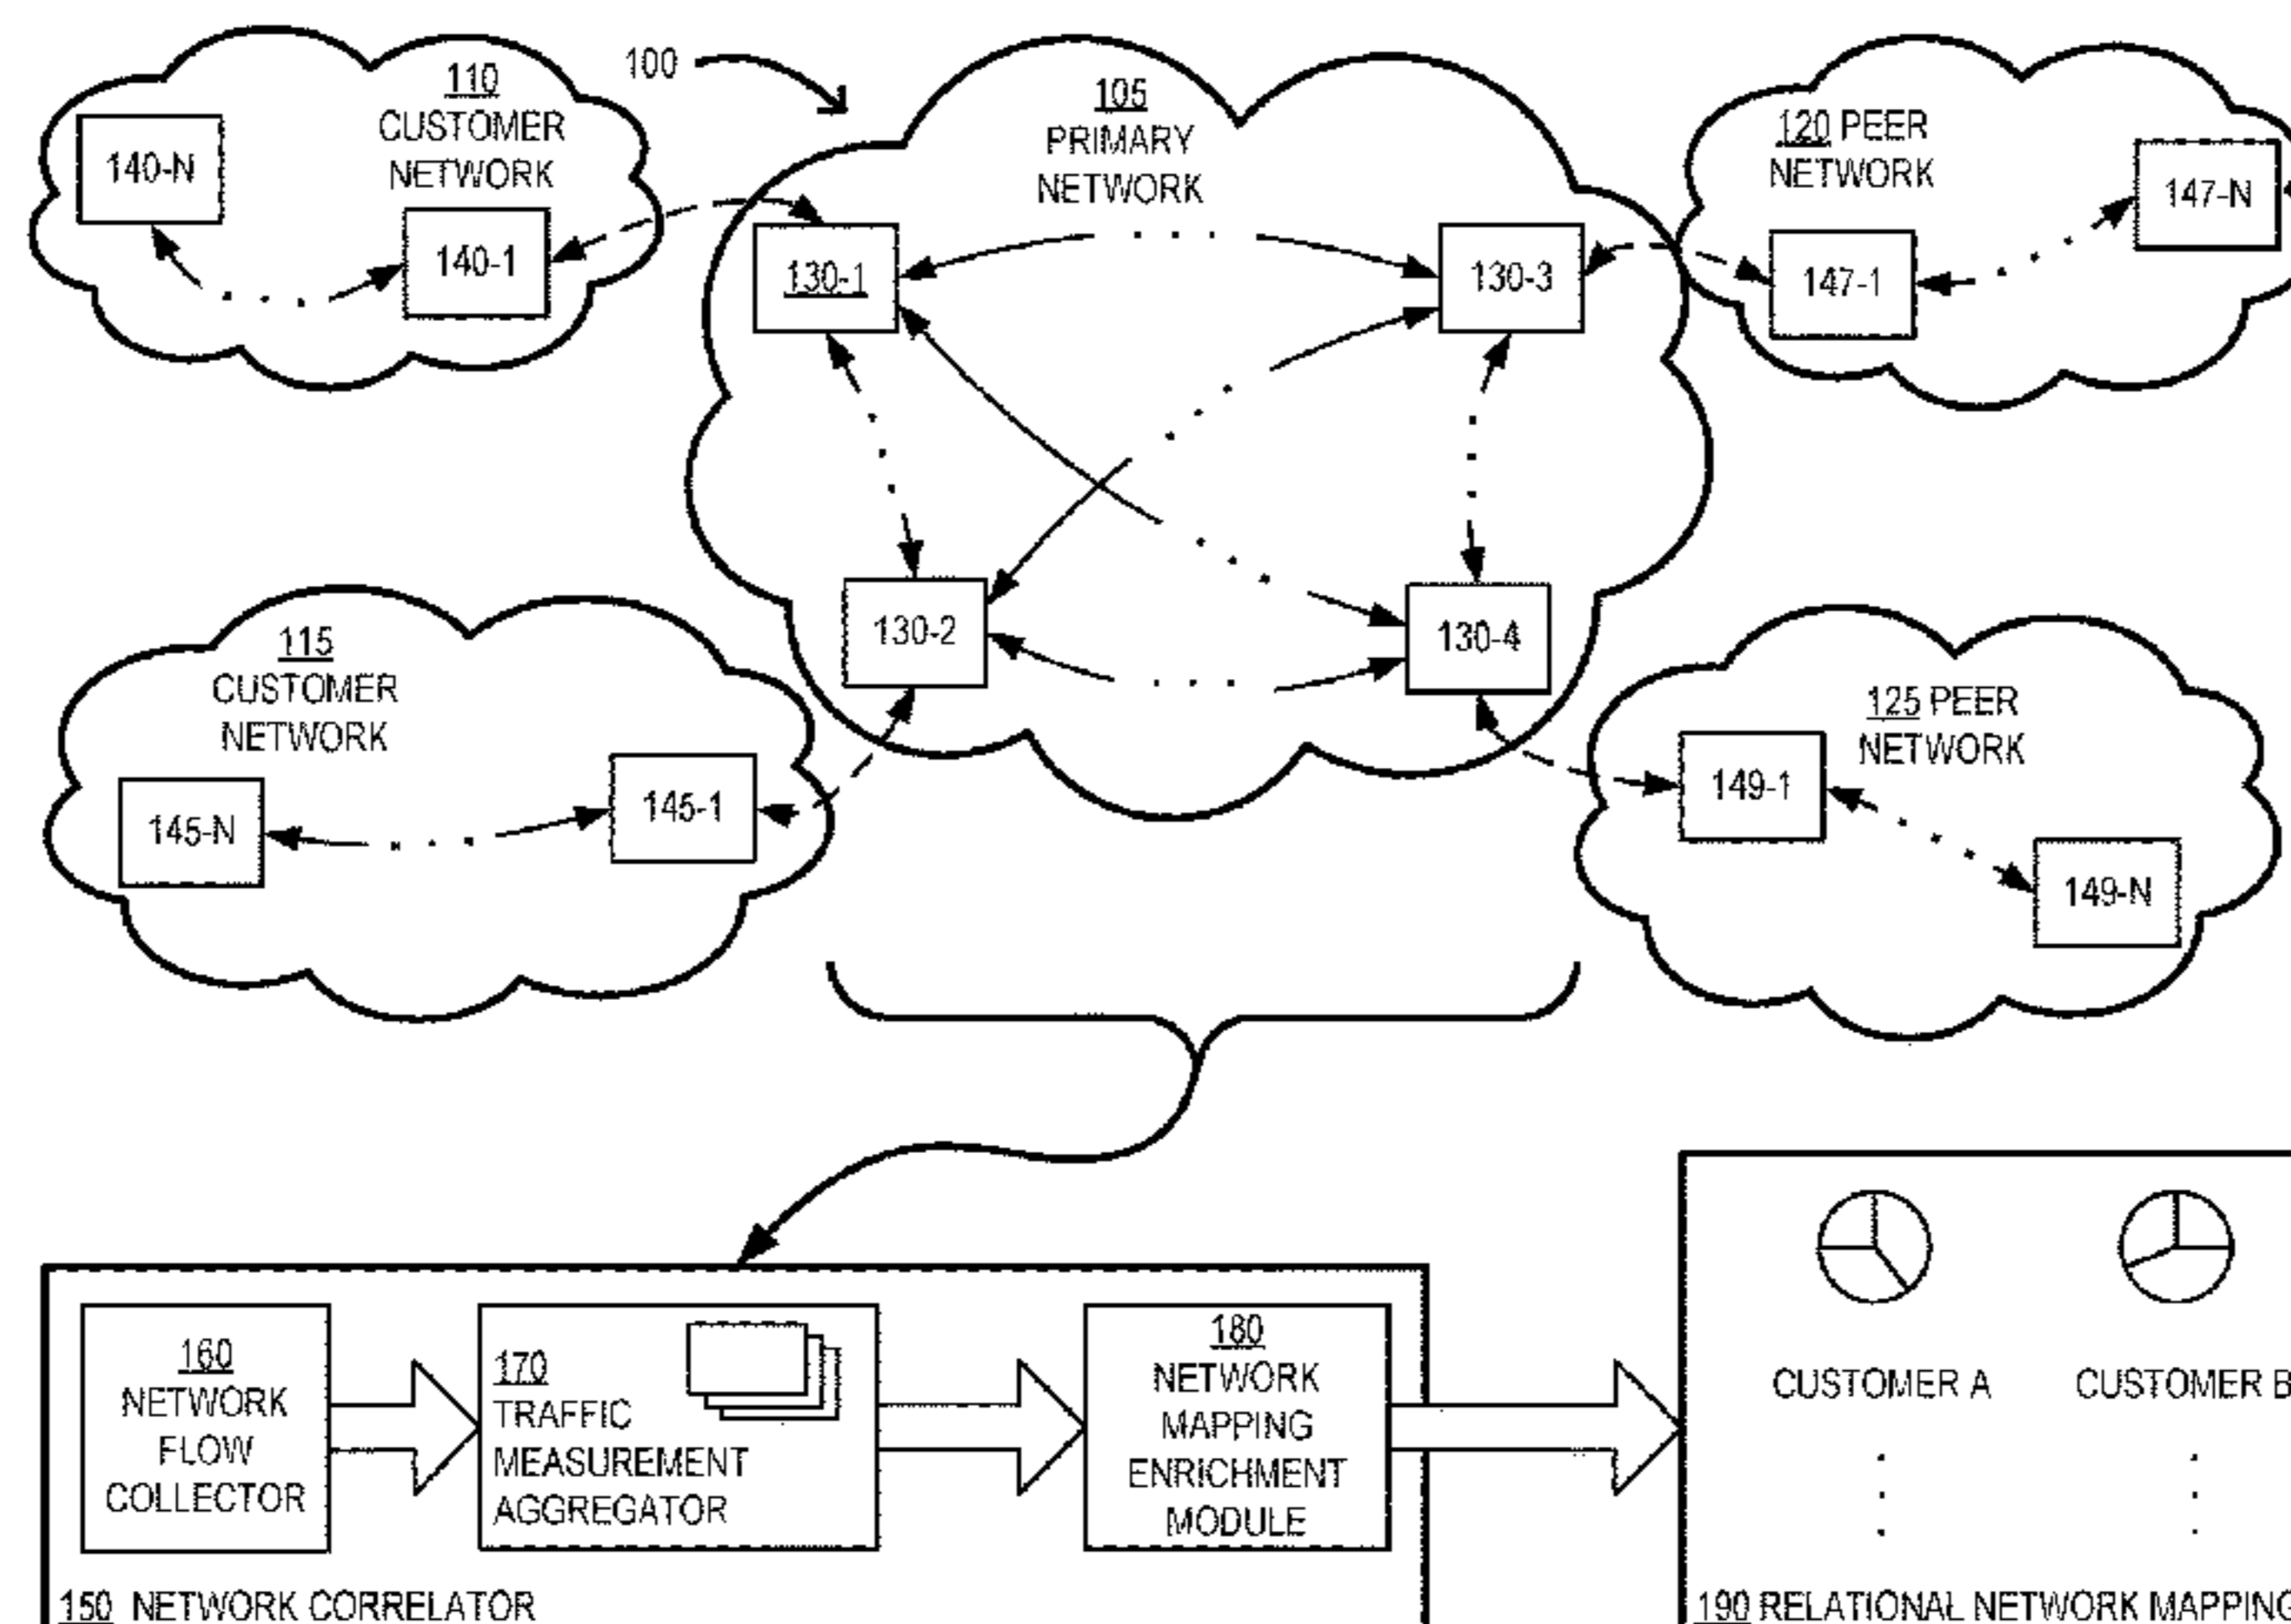 100
110
CUSTOMER
NETWORK
140-N
140-1
105
PRIMARY
NETWORK
130-1
130-3
130-2
130-4
120 PEER
NETWORK
147-N
147-1
115
CUSTOMER
NETWORK
145-N
145-1
125 PEER
NETWORK
149-1
149-N
160
NETWORK
FLOW
COLLECTOR
170
TRAFFIC
MEASUREMENT
AGGREGATOR
180
NETWORK
MAPPING
ENRICHMENT
MODULE
150 NETWORK CORRELATOR
CUSTOMER A
CUSTOMER B
190 RELATIONAL NETWORK MAPPING